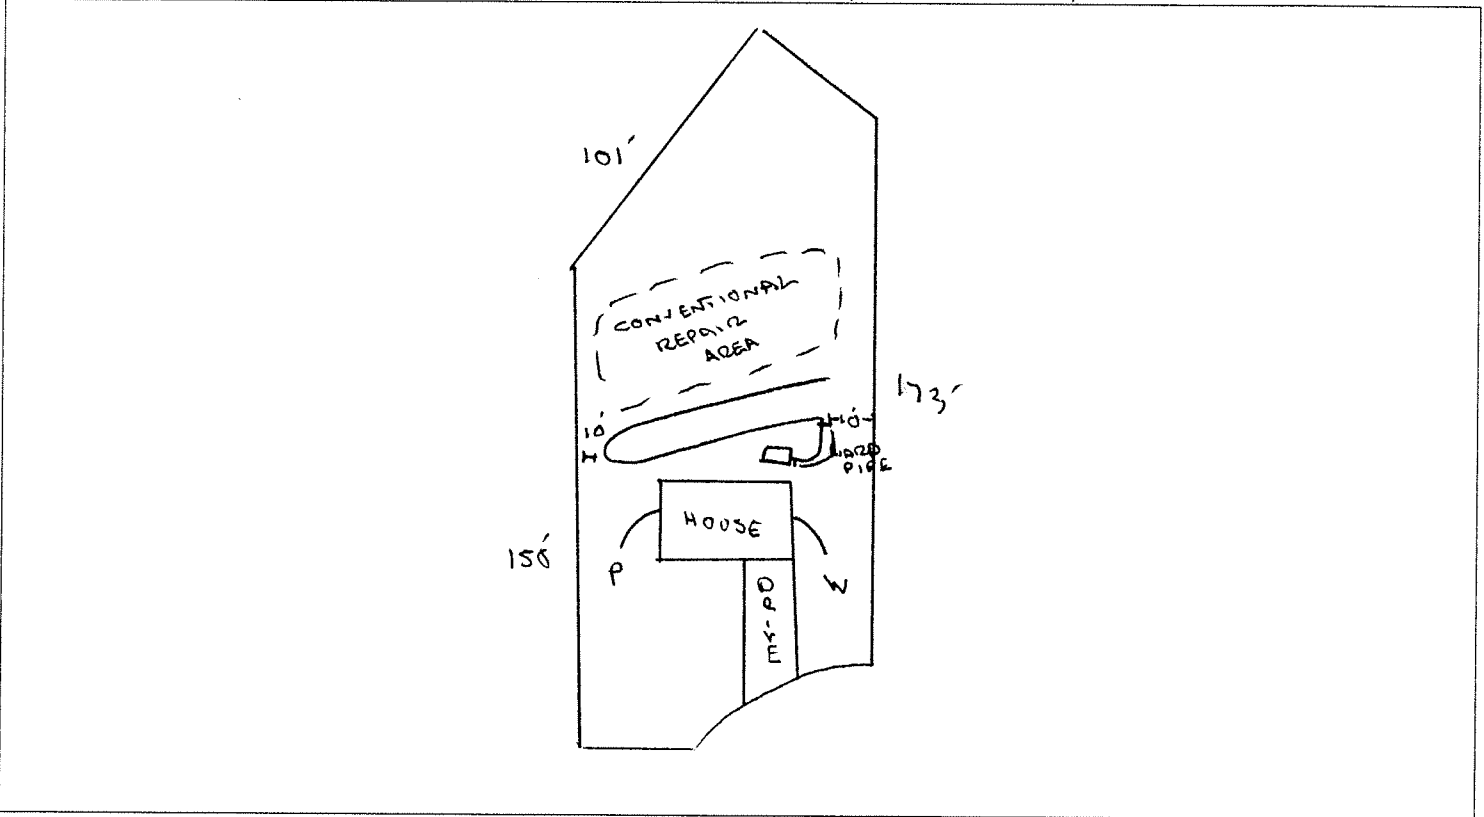 101'
CONVENTIONAL
REPAIR
AREA
173'
10'
10'
HARD
PIPE
HOUSE
150'
P
W
DRIVE